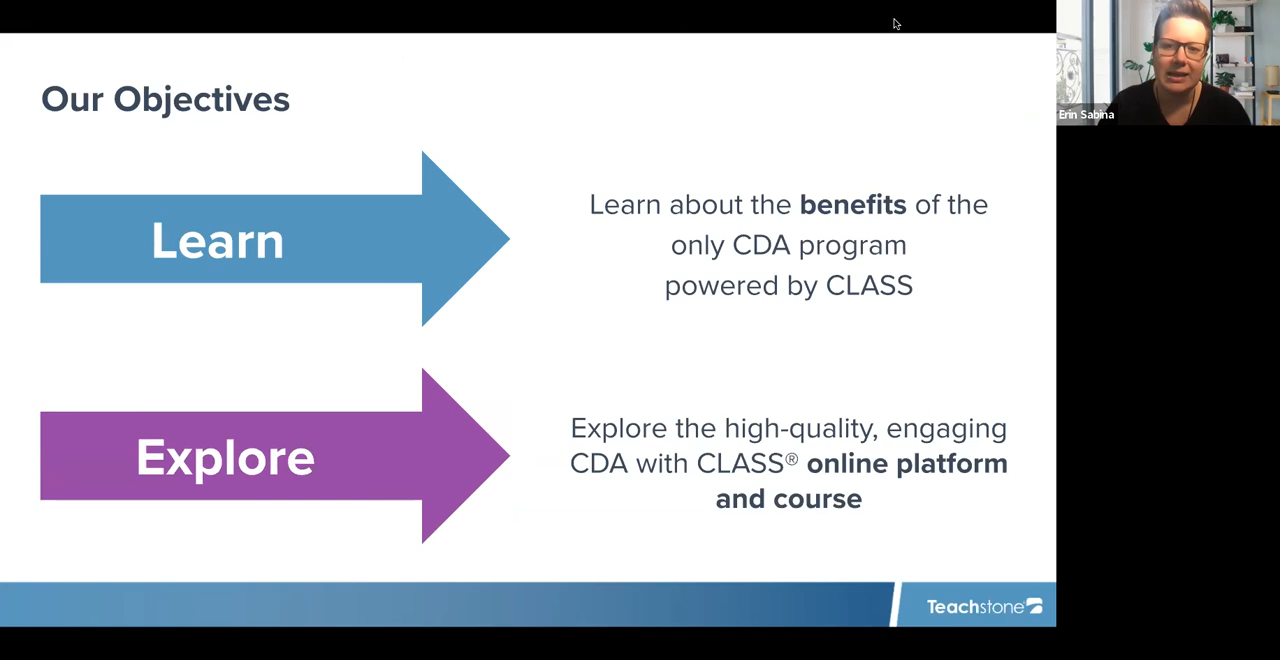 Our Objectives
Learn
Learn about the benefits of the
only CDA program
powered by CLASS
Explore
Explore the high-quality, engaging
CDA with CLASS® online platform
and course
Teachstone
Erin Sabina